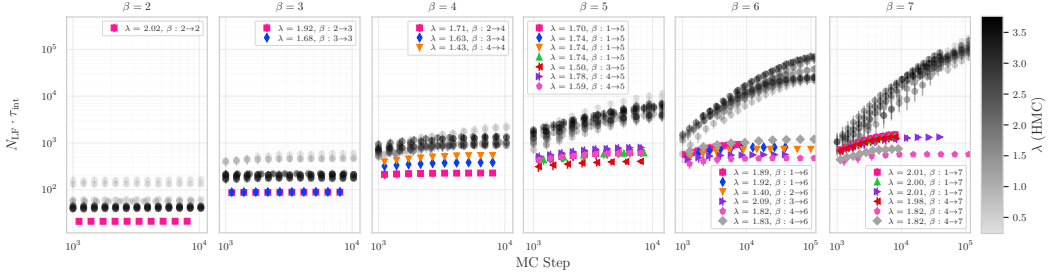 β = 2
β = 3
β = 4
β = 5
β = 6
β = 7
N_LF · τ_int
10^5
10^4
10^3
10^2
λ = 2.02, β : 2→2
λ = 1.92, β : 2→3
λ = 1.68, β : 3→3
λ = 1.71, β : 2→4
λ = 1.63, β : 3→4
λ = 1.43, β : 4→4
λ = 1.70, β : 1→5
λ = 1.74, β : 1→5
λ = 1.74, β : 1→5
λ = 1.74, β : 1→5
λ = 1.50, β : 3→5
λ = 1.78, β : 4→5
λ = 1.59, β : 4→5
λ = 1.89, β : 1→6
λ = 1.92, β : 1→6
λ = 1.40, β : 2→6
λ = 2.09, β : 3→6
λ = 1.82, β : 4→6
λ = 1.83, β : 4→6
λ = 2.01, β : 1→7
λ = 2.00, β : 1→7
λ = 2.01, β : 1→7
λ = 1.98, β : 4→7
λ = 1.82, β : 4→7
λ = 1.82, β : 4→7
10^3 10^4
10^3 10^4
10^3 10^4
10^3 10^4
10^3 10^4 10^5
10^3 10^4 10^5
MC Step
3.5
3.0
2.5
2.0
1.5
1.0
0.5
λ (HMC)